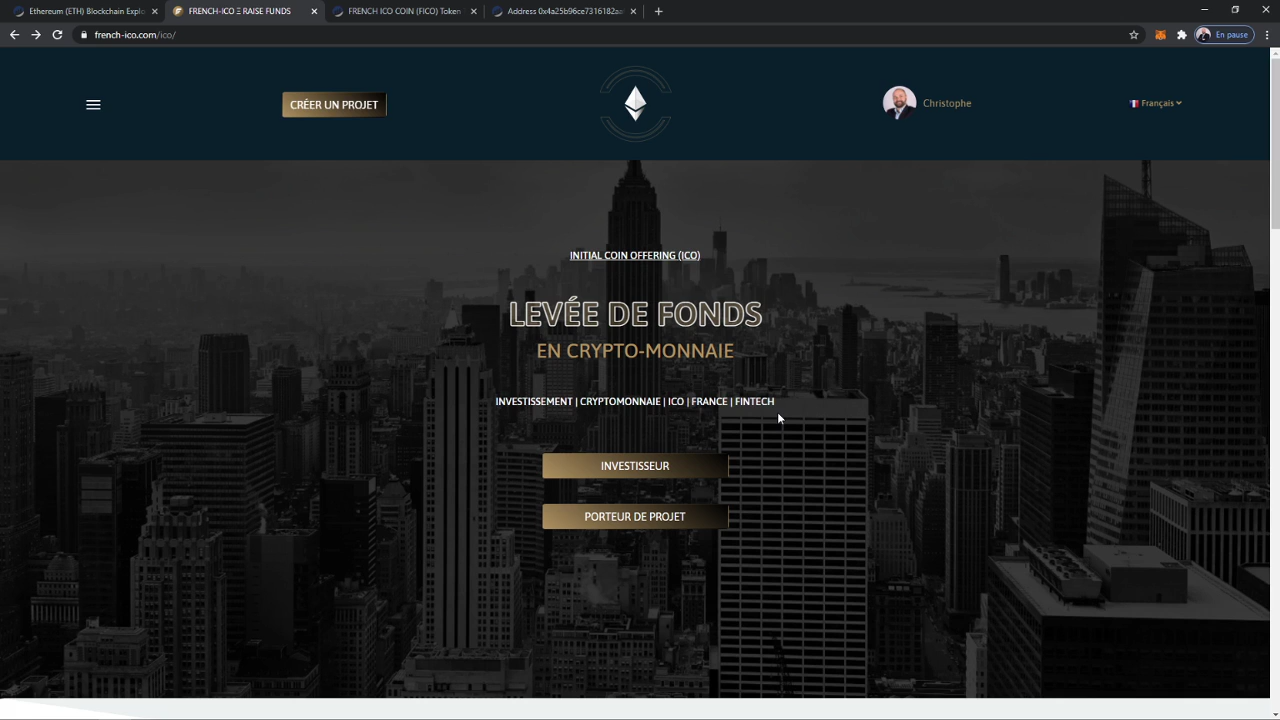 Ethereum (ETH) Blockchain Explo
FRENCH-ICO Ξ RAISE FUNDS
FRENCH ICO COIN (FICO) Token
Address 0x4a25b96ce7316182aa
french-ico.com/ico/
En pause
CRÉER UN PROJET
Christophe
Français
INITIAL COIN OFFERING (ICO)
LEVÉE DE FONDS
EN CRYPTO-MONNAIE
INVESTISSEMENT | CRYPTOMONNAIE | ICO | FRANCE | FINTECH
INVESTISSEUR
PORTEUR DE PROJET